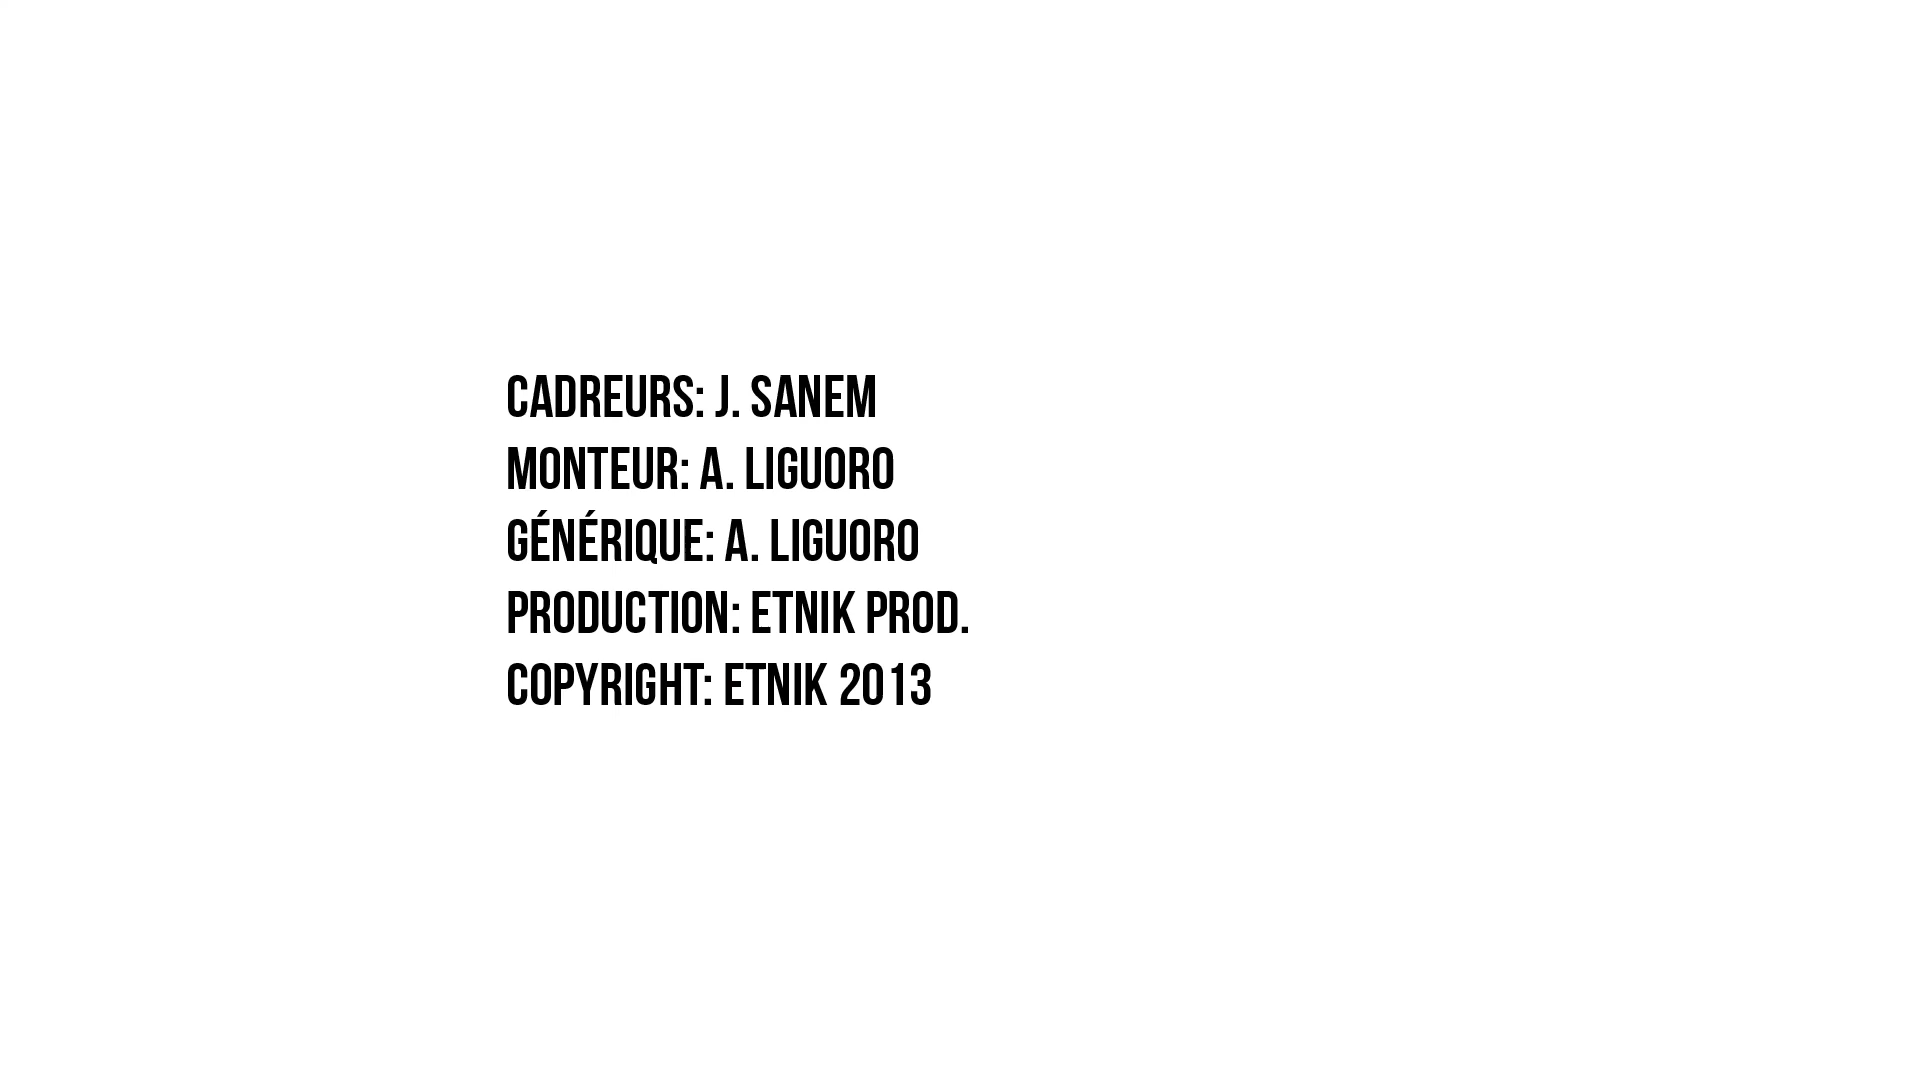 CADREURS: J. SANEM
MONTEUR: A. LIGUORO
GÉNÉRIQUE: A. LIGUORO
PRODUCTION: ETNIK PROD.
COPYRIGHT: ETNIK 2013